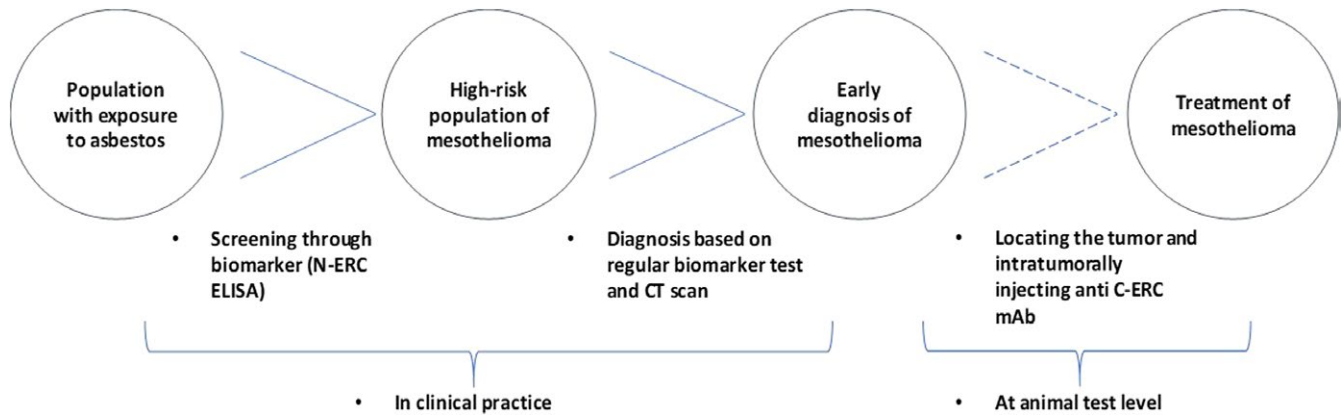 Population
with exposure
to asbestos
High-risk
population of
mesothelioma
Early
diagnosis of
mesothelioma
Treatment of
mesothelioma
• Screening through
biomarker (N-ERC
ELISA)
• Diagnosis based on
regular biomarker test
and CT scan
• Locating the tumor and
intratumorally
injecting anti C-ERC
mAb
• In clinical practice
• At animal test level